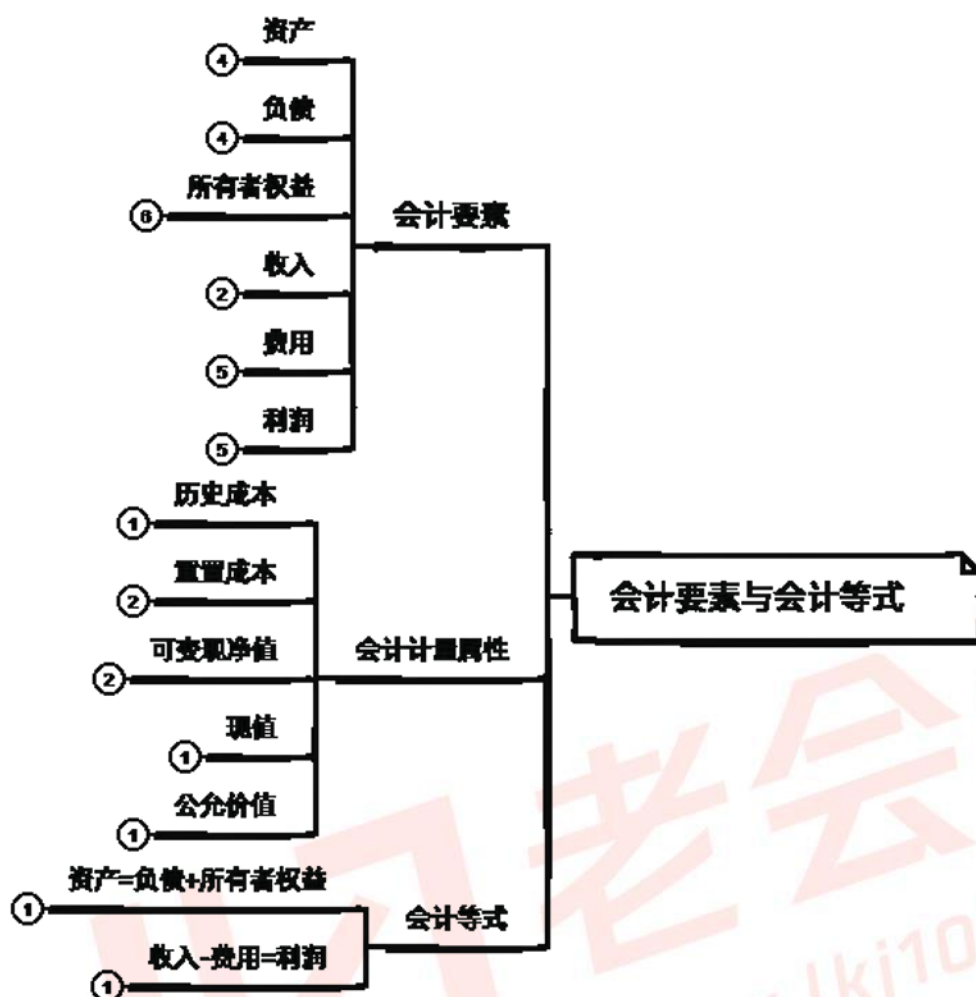 资产
④
负债
④
所有者权益
⑥
会计要素
收入
②
费用
⑤
利润
⑤
历史成本
①
重置成本
②
会计要素与会计等式
可变现净值
②
会计计量属性
现值
①
公允价值
①
资产=负债+所有者权益
①
会计等式
收入-费用=利润
①
老会